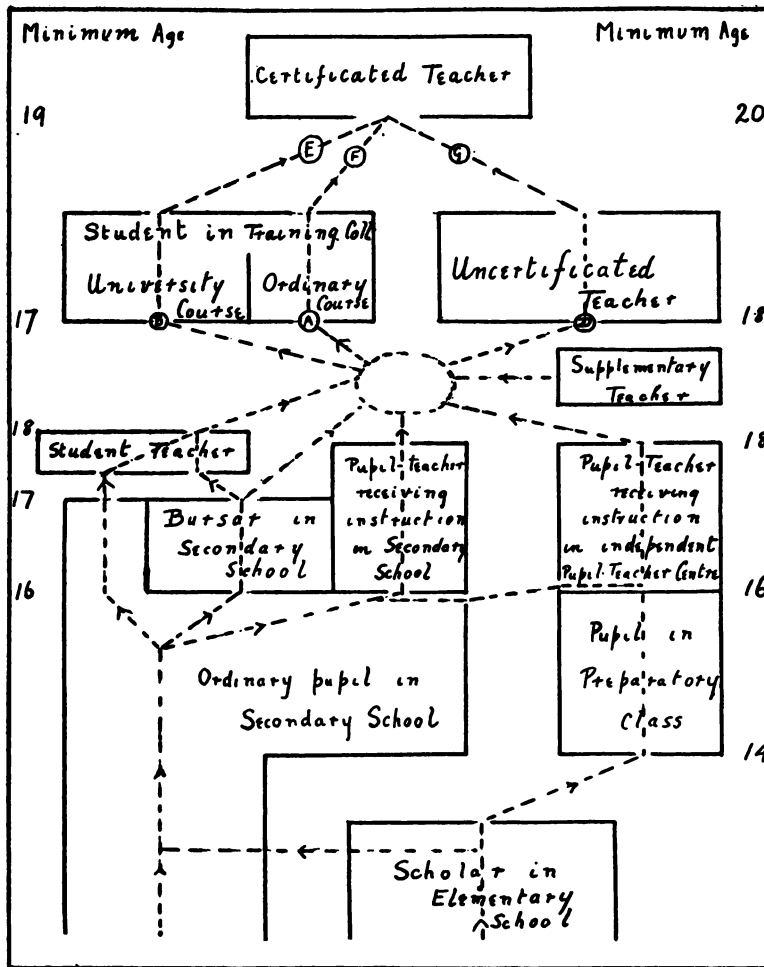 Minimum Age
Minimum Age
Certificated Teacher
19
20
E
F
G
Student in Training Coll
University
Course
Ordinary
Course
Uncertificated
Teacher
17
B
A
D
18
Supplementary
Teacher
18
Student Teacher
18
Pupil-teacher
receiving
instruction
in Secondary
School
Pupil-Teacher
receiving
instruction
in independent
Pupil-Teacher Centre
17
Bursar in
Secondary
School
16
16
Ordinary pupil in
Secondary School
Pupil in
Preparatory
Class
14
Scholar in
Elementary
School